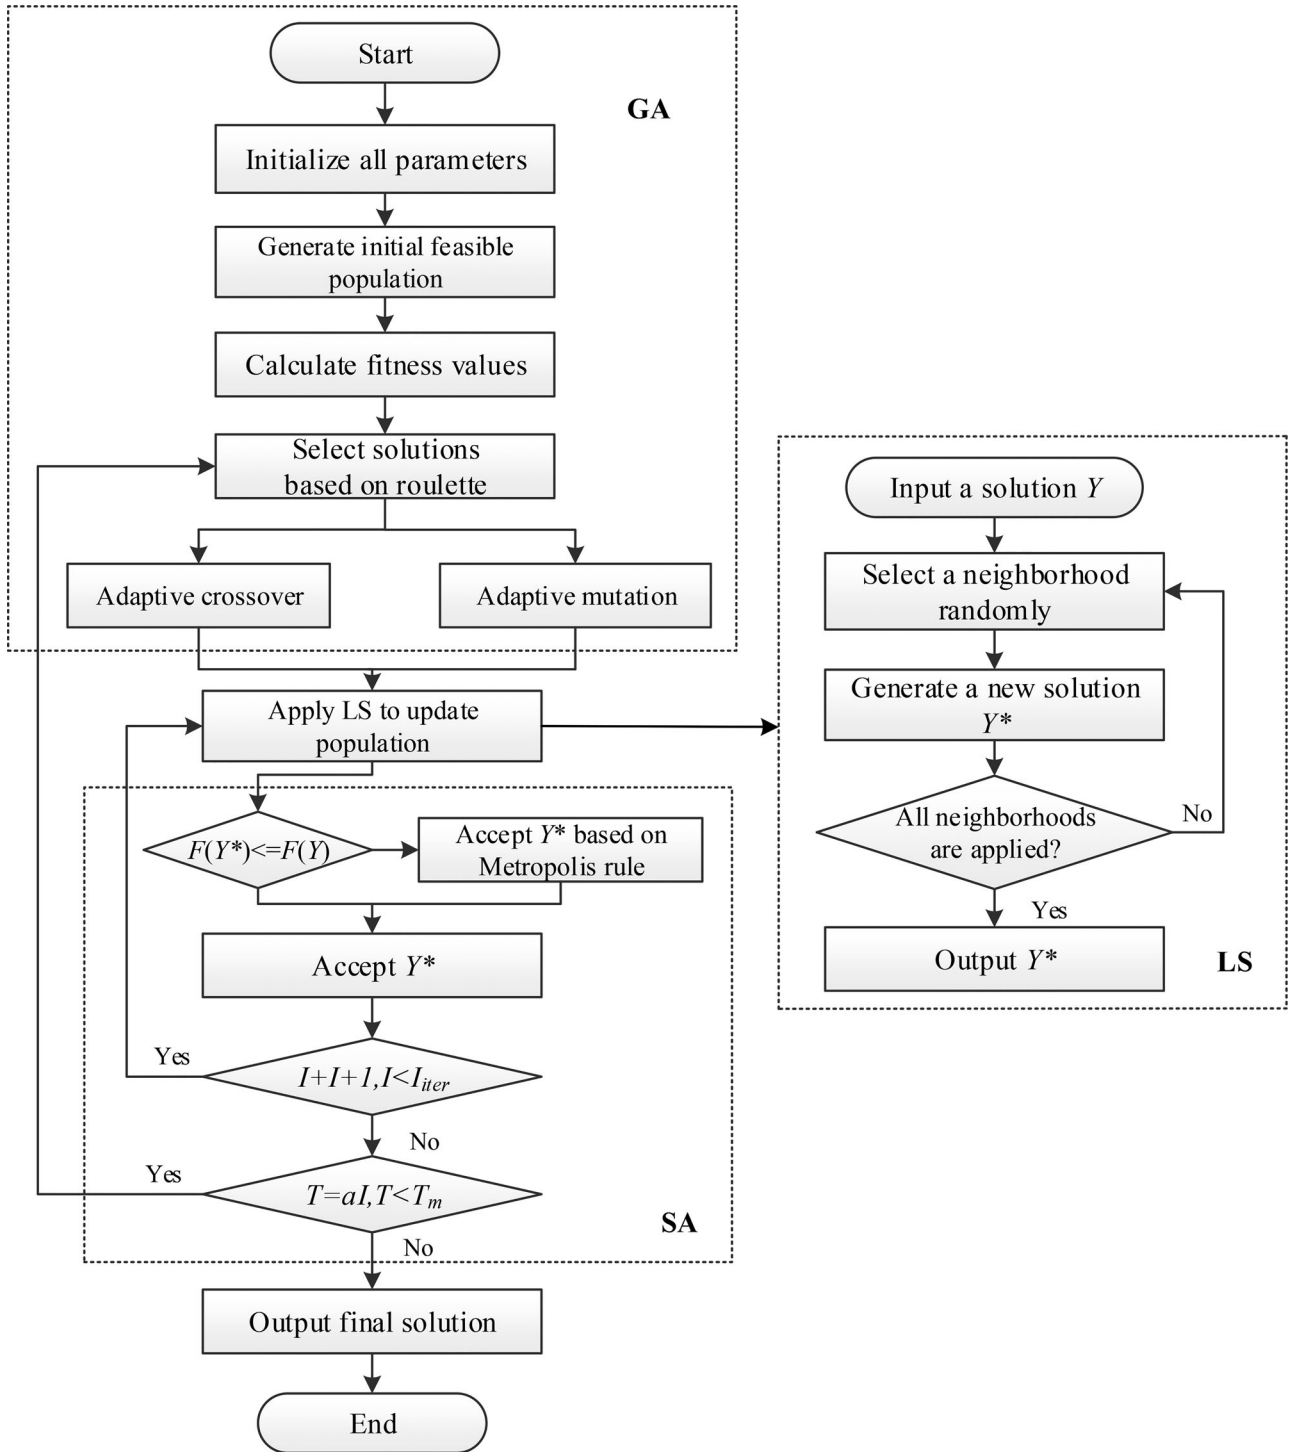 Start
GA
Initialize all parameters
Generate initial feasible
population
Calculate fitness values
Select solutions
based on roulette
Adaptive crossover
Adaptive mutation
Apply LS to update
population
F(Y*)<=F(Y)
Accept Y* based on
Metropolis rule
Accept Y*
Yes
I+I+1,I<Iiter
No
Yes
T=aI,T<Tm
SA
No
Output final solution
End
Input a solution Y
Select a neighborhood
randomly
Generate a new solution
Y*
All neighborhoods
are applied?
No
Yes
Output Y*
LS